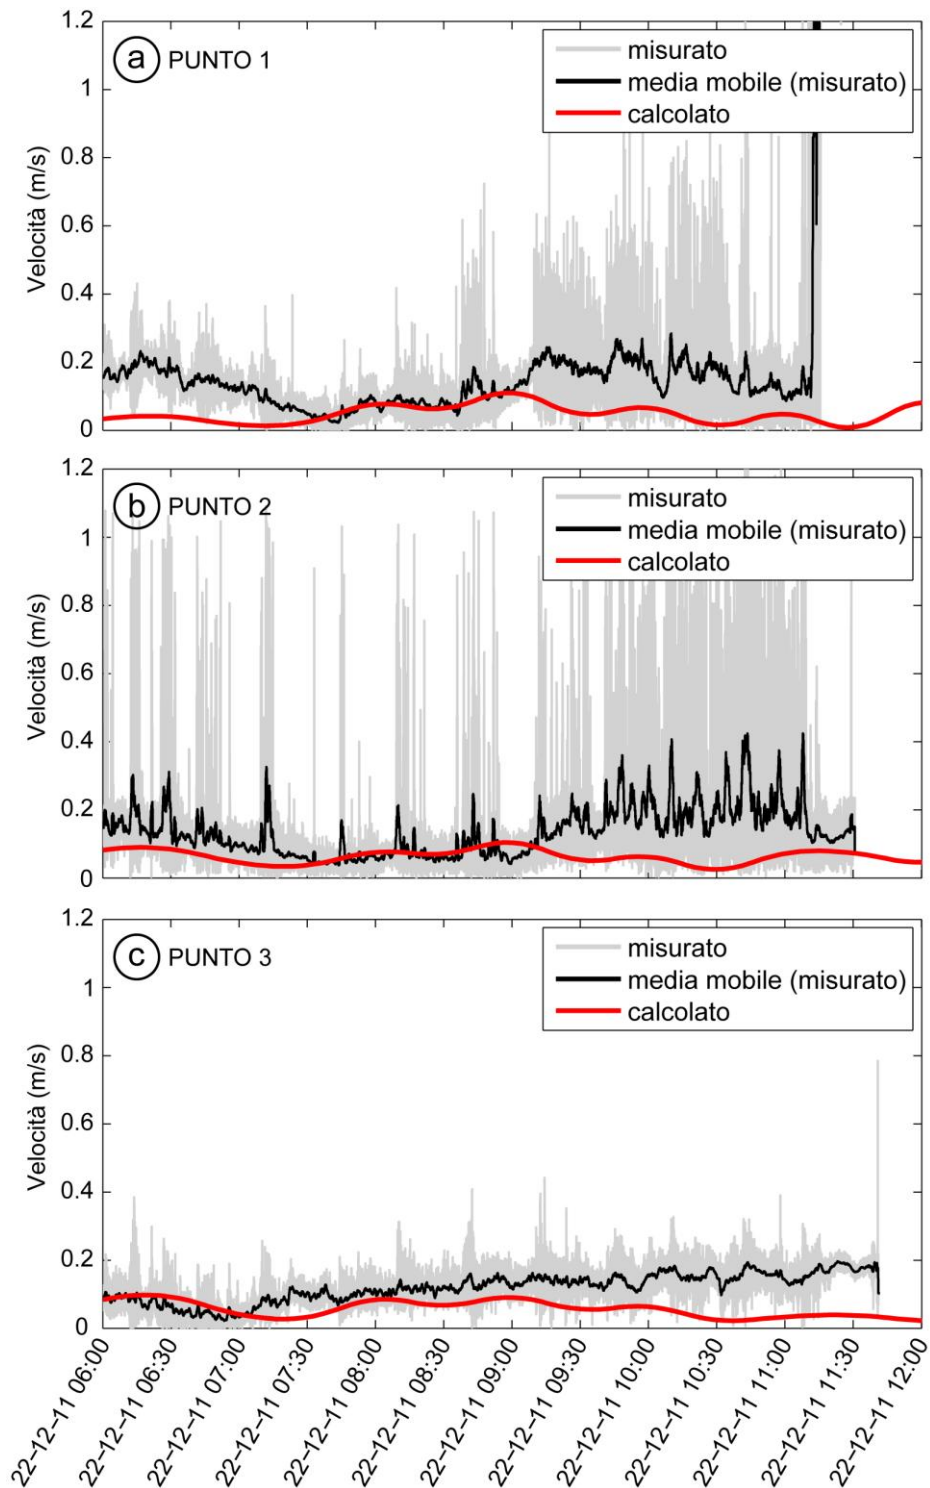 a PUNTO 1
misurato
media mobile (misurato)
calcolato
Velocità (m/s)
1.2
1
0.8
0.6
0.4
0.2
0
b PUNTO 2
misurato
media mobile (misurato)
calcolato
Velocità (m/s)
1.2
1
0.8
0.6
0.4
0.2
0
c PUNTO 3
misurato
media mobile (misurato)
calcolato
Velocità (m/s)
1.2
1
0.8
0.6
0.4
0.2
0
22–12–11 06:00
22–12–11 06:30
22–12–11 07:00
22–12–11 07:30
22–12–11 08:00
22–12–11 08:30
22–12–11 09:00
22–12–11 09:30
22–12–11 10:00
22–12–11 10:30
22–12–11 11:00
22–12–11 11:30
22–12–11 12:00